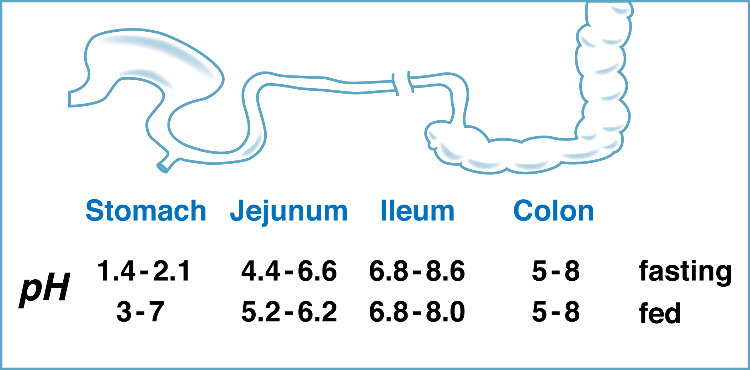 Stomach Jejunum Ileum Colon
pH
1.4-2.1 4.4-6.6 6.8-8.6 5-8 fasting
3-7 5.2-6.2 6.8-8.0 5-8 fed